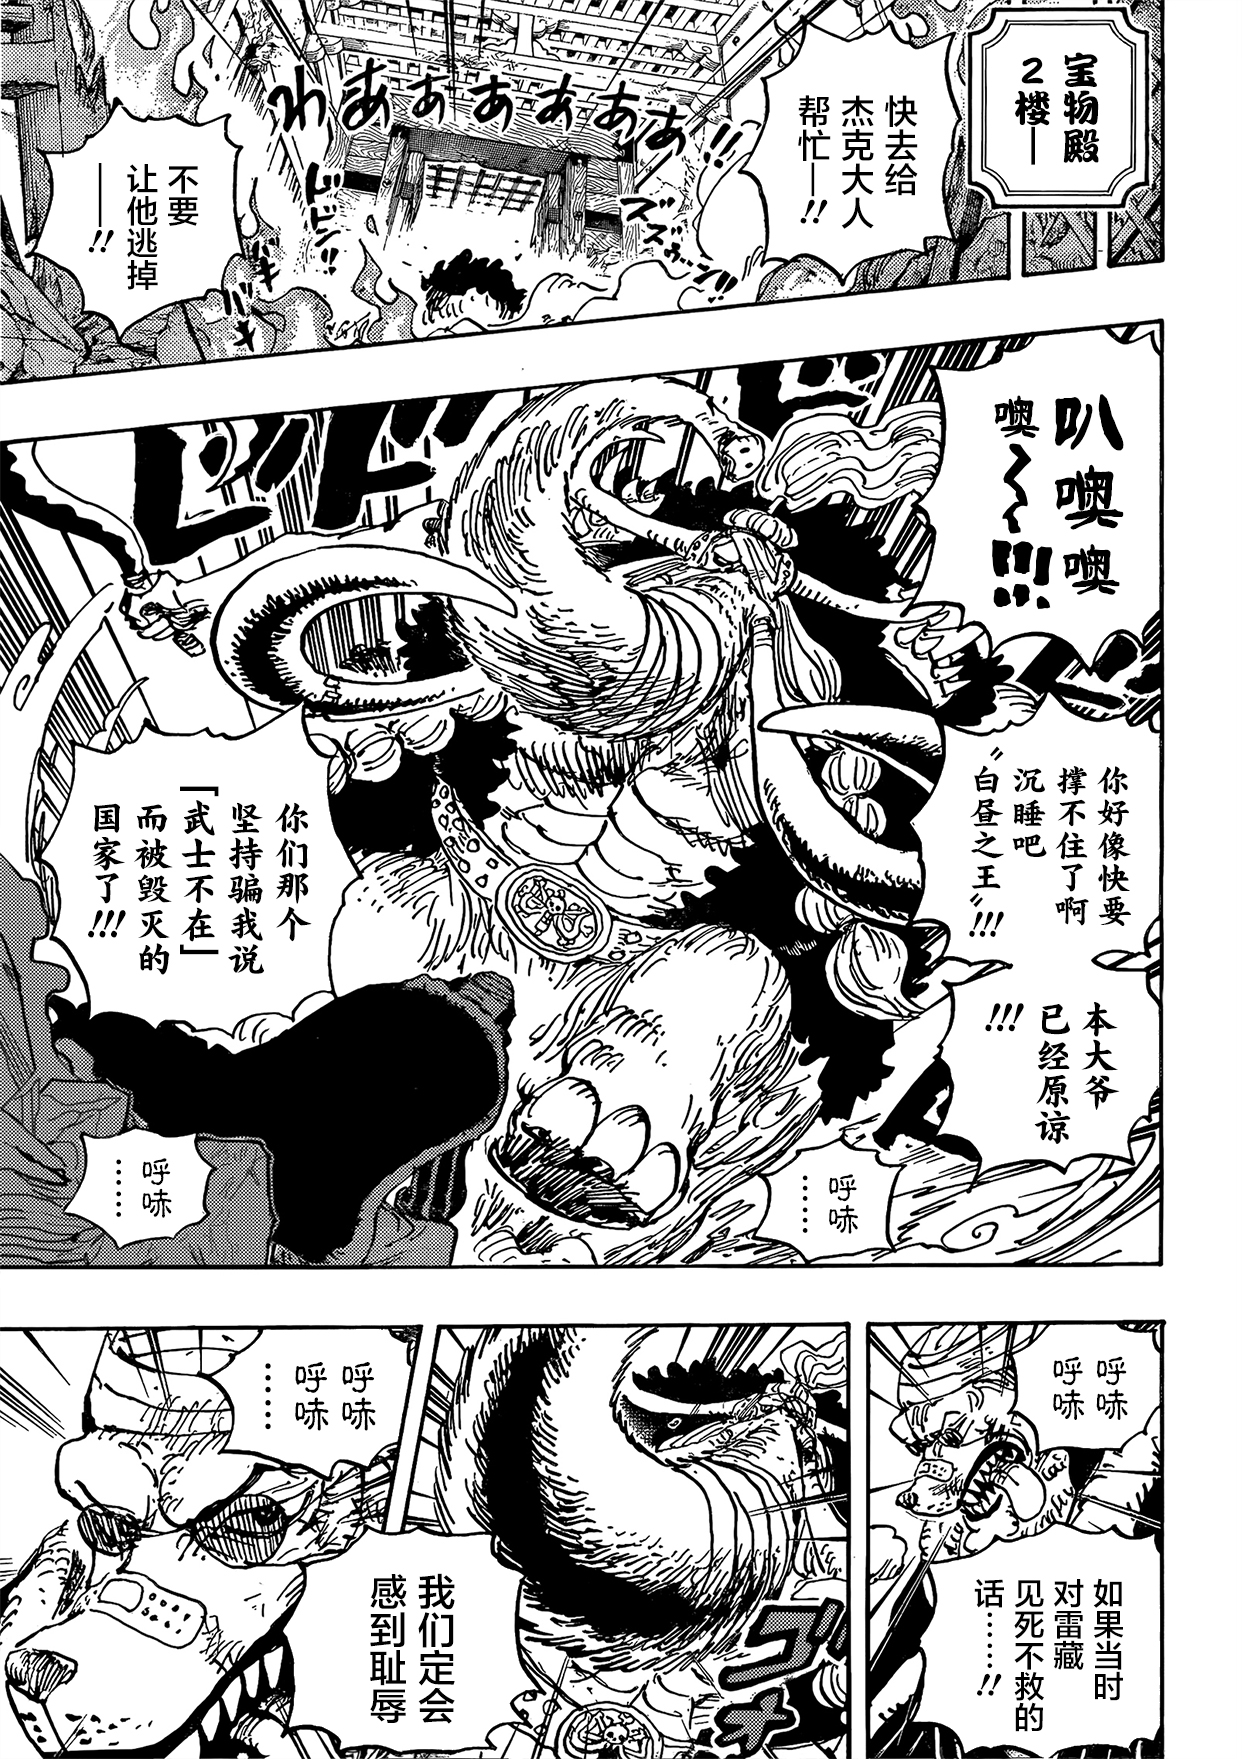 宝物殿
2楼—
快去给
杰克大人
帮忙—!!
わあああああああ!!
不要
让他逃掉
—!!
ドドドン!!
ズズゥーン!!
叭噢噢
噢~~!!!
你好像快要
撑不住了啊
沉睡吧
“白昼之王”!!!
本大爷
已经原谅
!!!
你们那个
坚持骗我说
「武士不在」
而被毁灭的
国家了!!!
呼哧
……
呼哧
……
呼哧
呼哧
如果当时
对雷藏
见死不救的
话……!!
ゴ
呼哧
呼哧
……
我们定会
感到耻辱